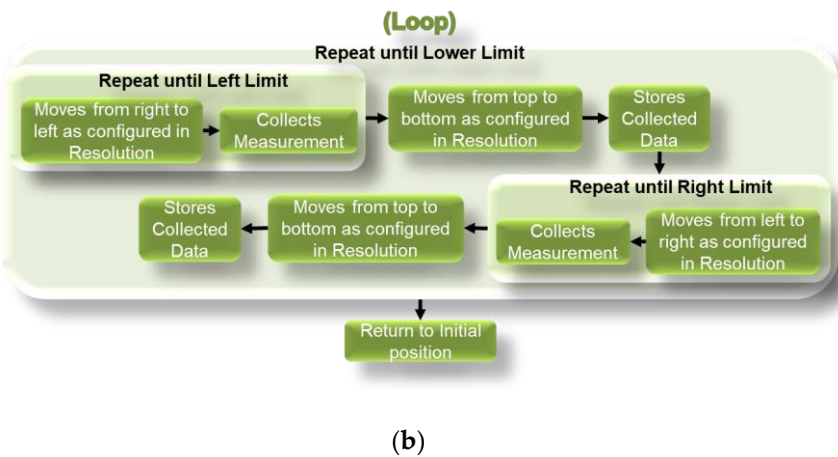 (Loop)
Repeat until Lower Limit
Repeat until Left Limit
Moves from right to
left as configured in
Resolution
Collects
Measurement
Moves from top to
bottom as configured
in Resolution
Stores
Collected
Data
Repeat until Right Limit
Moves from left to
right as configured
in Resolution
Collects
Measurement
Moves from top to
bottom as configured
in Resolution
Stores
Collected
Data
Return to Initial
position
(b)